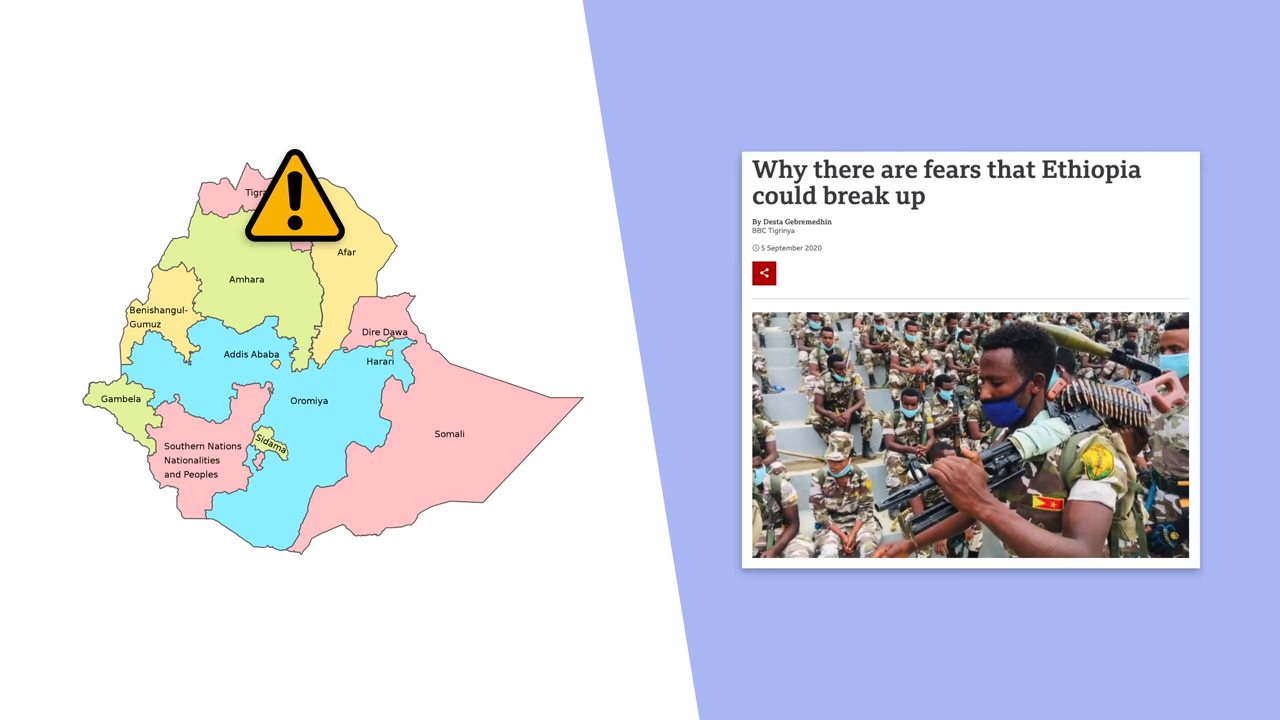 Tigra
Afar
Amhara
Benishangul-
Gumuz
Dire Dawa
Addis Ababa
Harari
Gambela
Oromiya
Somali
Sidama
Southern Nations
Nationalities
and Peoples
Why there are fears that Ethiopia
could break up
By Desta Gebremedhin
BBC Tigrinya
5 September 2020